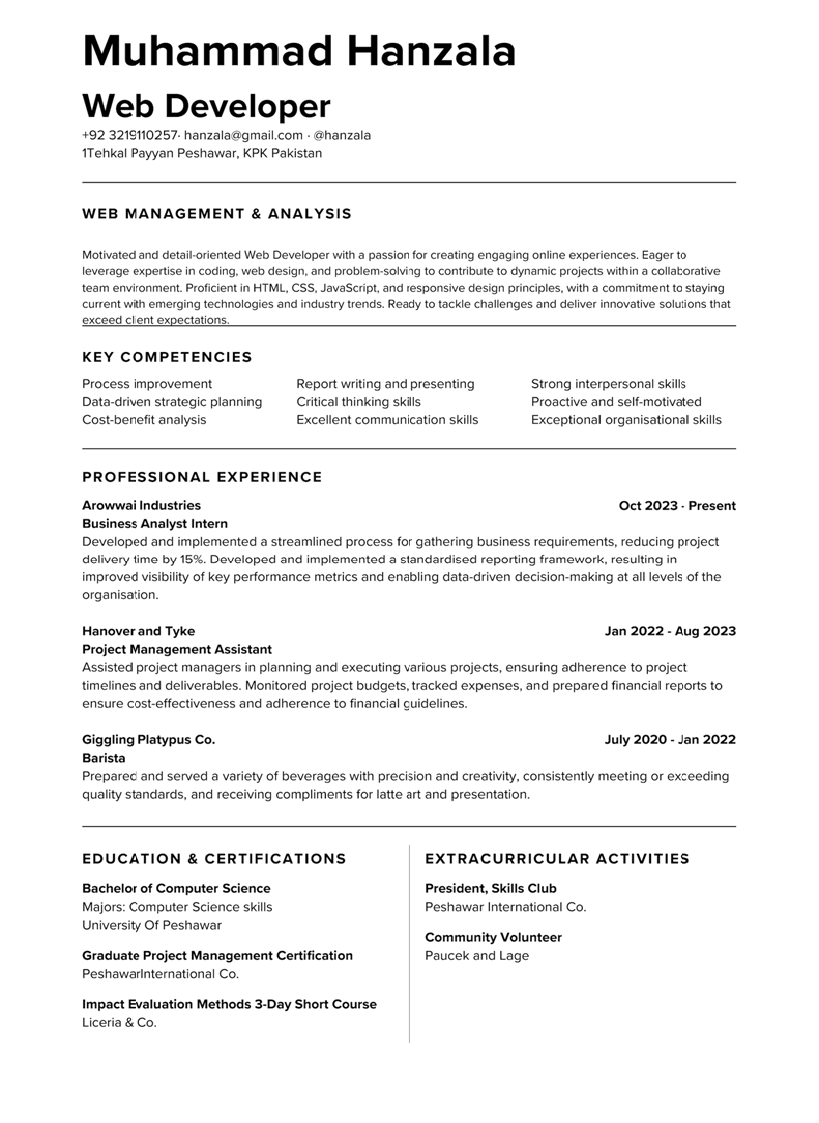 Muhammad Hanzala
Web Developer
+92 3219110257· hanzala@gmail.com · @hanzala
1Tehkal Payyan Peshawar, KPK Pakistan
WEB MANAGEMENT & ANALYSIS
Motivated and detail-oriented Web Developer with a passion for creating engaging online experiences. Eager to
leverage expertise in coding, web design, and problem-solving to contribute to dynamic projects within a collaborative
team environment. Proficient in HTML, CSS, JavaScript, and responsive design principles, with a commitment to staying
current with emerging technologies and industry trends. Ready to tackle challenges and deliver innovative solutions that
exceed client expectations.
KEY COMPETENCIES
Process improvement
Data-driven strategic planning
Cost-benefit analysis
Report writing and presenting
Critical thinking skills
Excellent communication skills
Strong interpersonal skills
Proactive and self-motivated
Exceptional organisational skills
PROFESSIONAL EXPERIENCE
Arowwai Industries Oct 2023 - Present
Business Analyst Intern
Developed and implemented a streamlined process for gathering business requirements, reducing project
delivery time by 15%. Developed and implemented a standardised reporting framework, resulting in
improved visibility of key performance metrics and enabling data-driven decision-making at all levels of the
organisation.
Hanover and Tyke Jan 2022 - Aug 2023
Project Management Assistant
Assisted project managers in planning and executing various projects, ensuring adherence to project
timelines and deliverables. Monitored project budgets, tracked expenses, and prepared financial reports to
ensure cost-effectiveness and adherence to financial guidelines.
Giggling Platypus Co. July 2020 - Jan 2022
Barista
Prepared and served a variety of beverages with precision and creativity, consistently meeting or exceeding
quality standards, and receiving compliments for latte art and presentation.
EDUCATION & CERTIFICATIONS
Bachelor of Computer Science
Majors: Computer Science skills
University Of Peshawar
Graduate Project Management Certification
PeshawarInternational Co.
Impact Evaluation Methods 3-Day Short Course
Liceria & Co.
EXTRACURRICULAR ACTIVITIES
President, Skills Club
Peshawar International Co.
Community Volunteer
Paucek and Lage